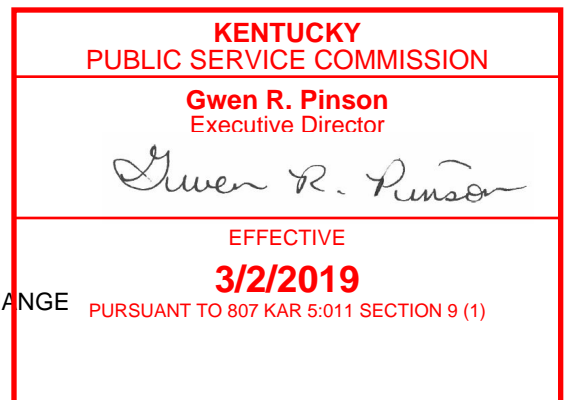 KENTUCKY
PUBLIC SERVICE COMMISSION
Gwen R. Pinson
Executive Director
Gwen R. Pinson
EFFECTIVE
3/2/2019
ANGE
PURSUANT TO 807 KAR 5:011 SECTION 9 (1)